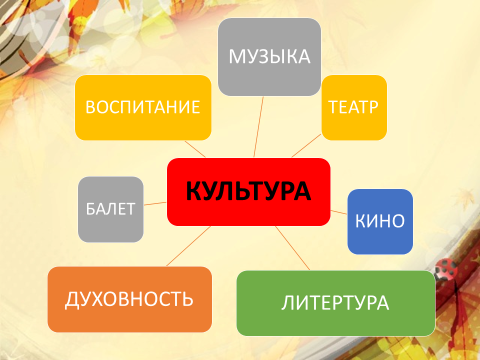 МУЗЫКА
ВОСПИТАНИЕ
ТЕАТР
КУЛЬТУРА
БАЛЕТ
КИНО
ДУХОВНОСТЬ
ЛИТЕРТУРА